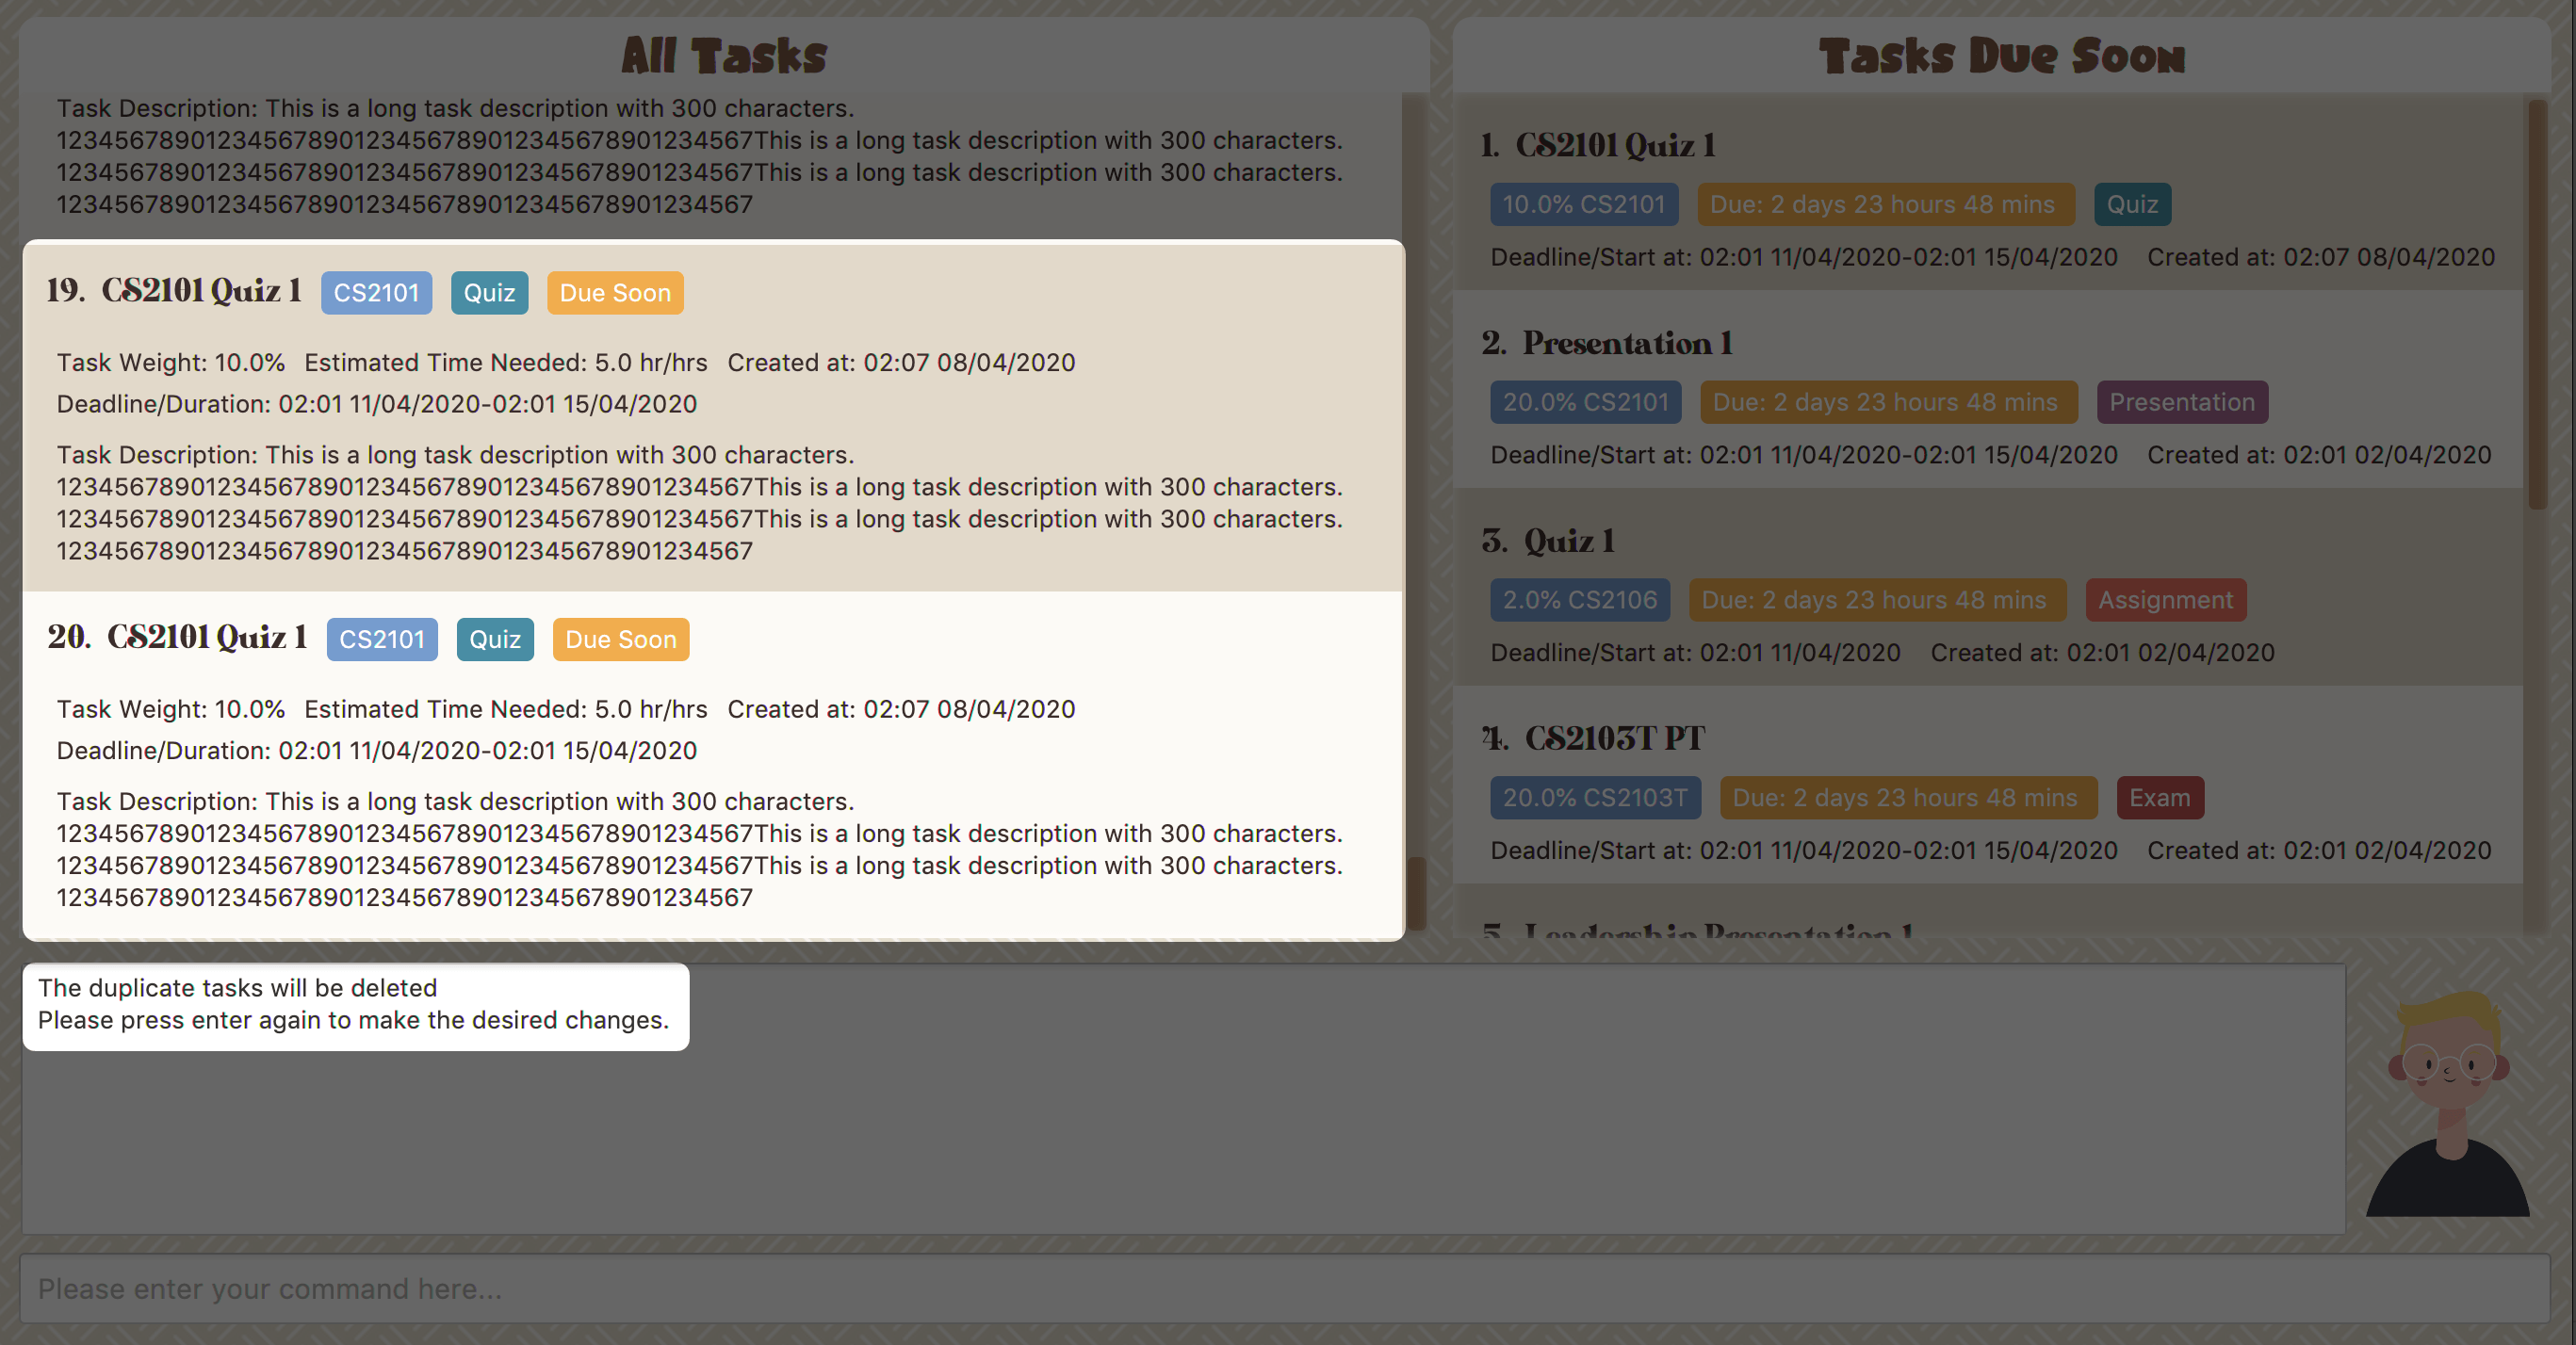 All Tasks
Task Description: This is a long task description with 300 characters.
12345678901234567890123456789012345678901234567This is a long task description with 300 characters.
12345678901234567890123456789012345678901234567This is a long task description with 300 characters.
12345678901234567890123456789012345678901234567
19. CS2101 Quiz 1 CS2101 Quiz Due Soon
Task Weight: 10.0% Estimated Time Needed: 5.0 hr/hrs Created at: 02:07 08/04/2020
Deadline/Duration: 02:01 11/04/2020-02:01 15/04/2020
Task Description: This is a long task description with 300 characters.
12345678901234567890123456789012345678901234567This is a long task description with 300 characters.
12345678901234567890123456789012345678901234567This is a long task description with 300 characters.
12345678901234567890123456789012345678901234567
20. CS2101 Quiz 1 CS2101 Quiz Due Soon
Task Weight: 10.0% Estimated Time Needed: 5.0 hr/hrs Created at: 02:07 08/04/2020
Deadline/Duration: 02:01 11/04/2020-02:01 15/04/2020
Task Description: This is a long task description with 300 characters.
12345678901234567890123456789012345678901234567This is a long task description with 300 characters.
12345678901234567890123456789012345678901234567This is a long task description with 300 characters.
12345678901234567890123456789012345678901234567
Tasks Due Soon
1. CS2101 Quiz 1
10.0% CS2101 Due: 2 days 23 hours 48 mins Quiz
Deadline/Start at: 02:01 11/04/2020-02:01 15/04/2020 Created at: 02:07 08/04/2020
2. Presentation 1
20.0% CS2101 Due: 2 days 23 hours 48 mins Presentation
Deadline/Start at: 02:01 11/04/2020-02:01 15/04/2020 Created at: 02:01 02/04/2020
3. Quiz 1
2.0% CS2106 Due: 2 days 23 hours 48 mins Assignment
Deadline/Start at: 02:01 11/04/2020 Created at: 02:01 02/04/2020
4. CS2103T PT
20.0% CS2103T Due: 2 days 23 hours 48 mins Exam
Deadline/Start at: 02:01 11/04/2020-02:01 15/04/2020 Created at: 02:01 02/04/2020
5. Leadership Presentation 1
The duplicate tasks will be deleted
Please press enter again to make the desired changes.
Please enter your command here...